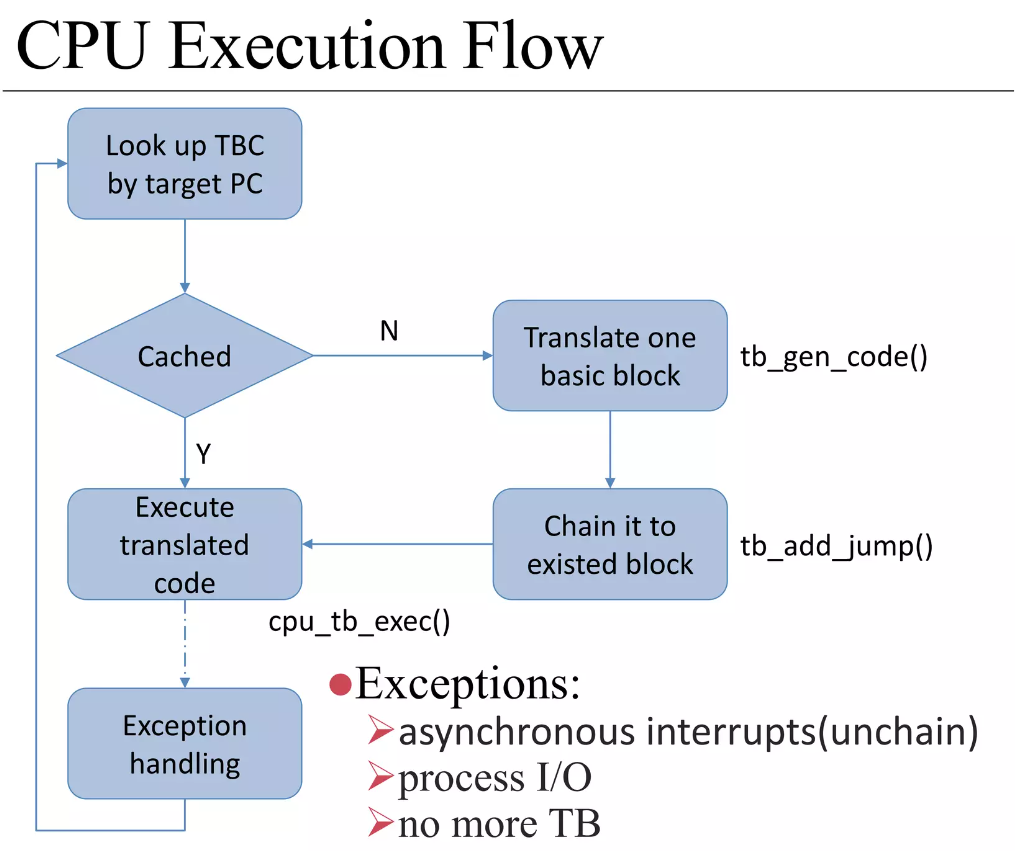 CPU Execution Flow
Look up TBC
by target PC
Cached
N
Translate one
basic block
tb_gen_code()
Y
Execute
translated
code
Chain it to
existed block
tb_add_jump()
cpu_tb_exec()
Exception
handling
●Exceptions:
➢asynchronous interrupts(unchain)
➢process I/O
➢no more TB